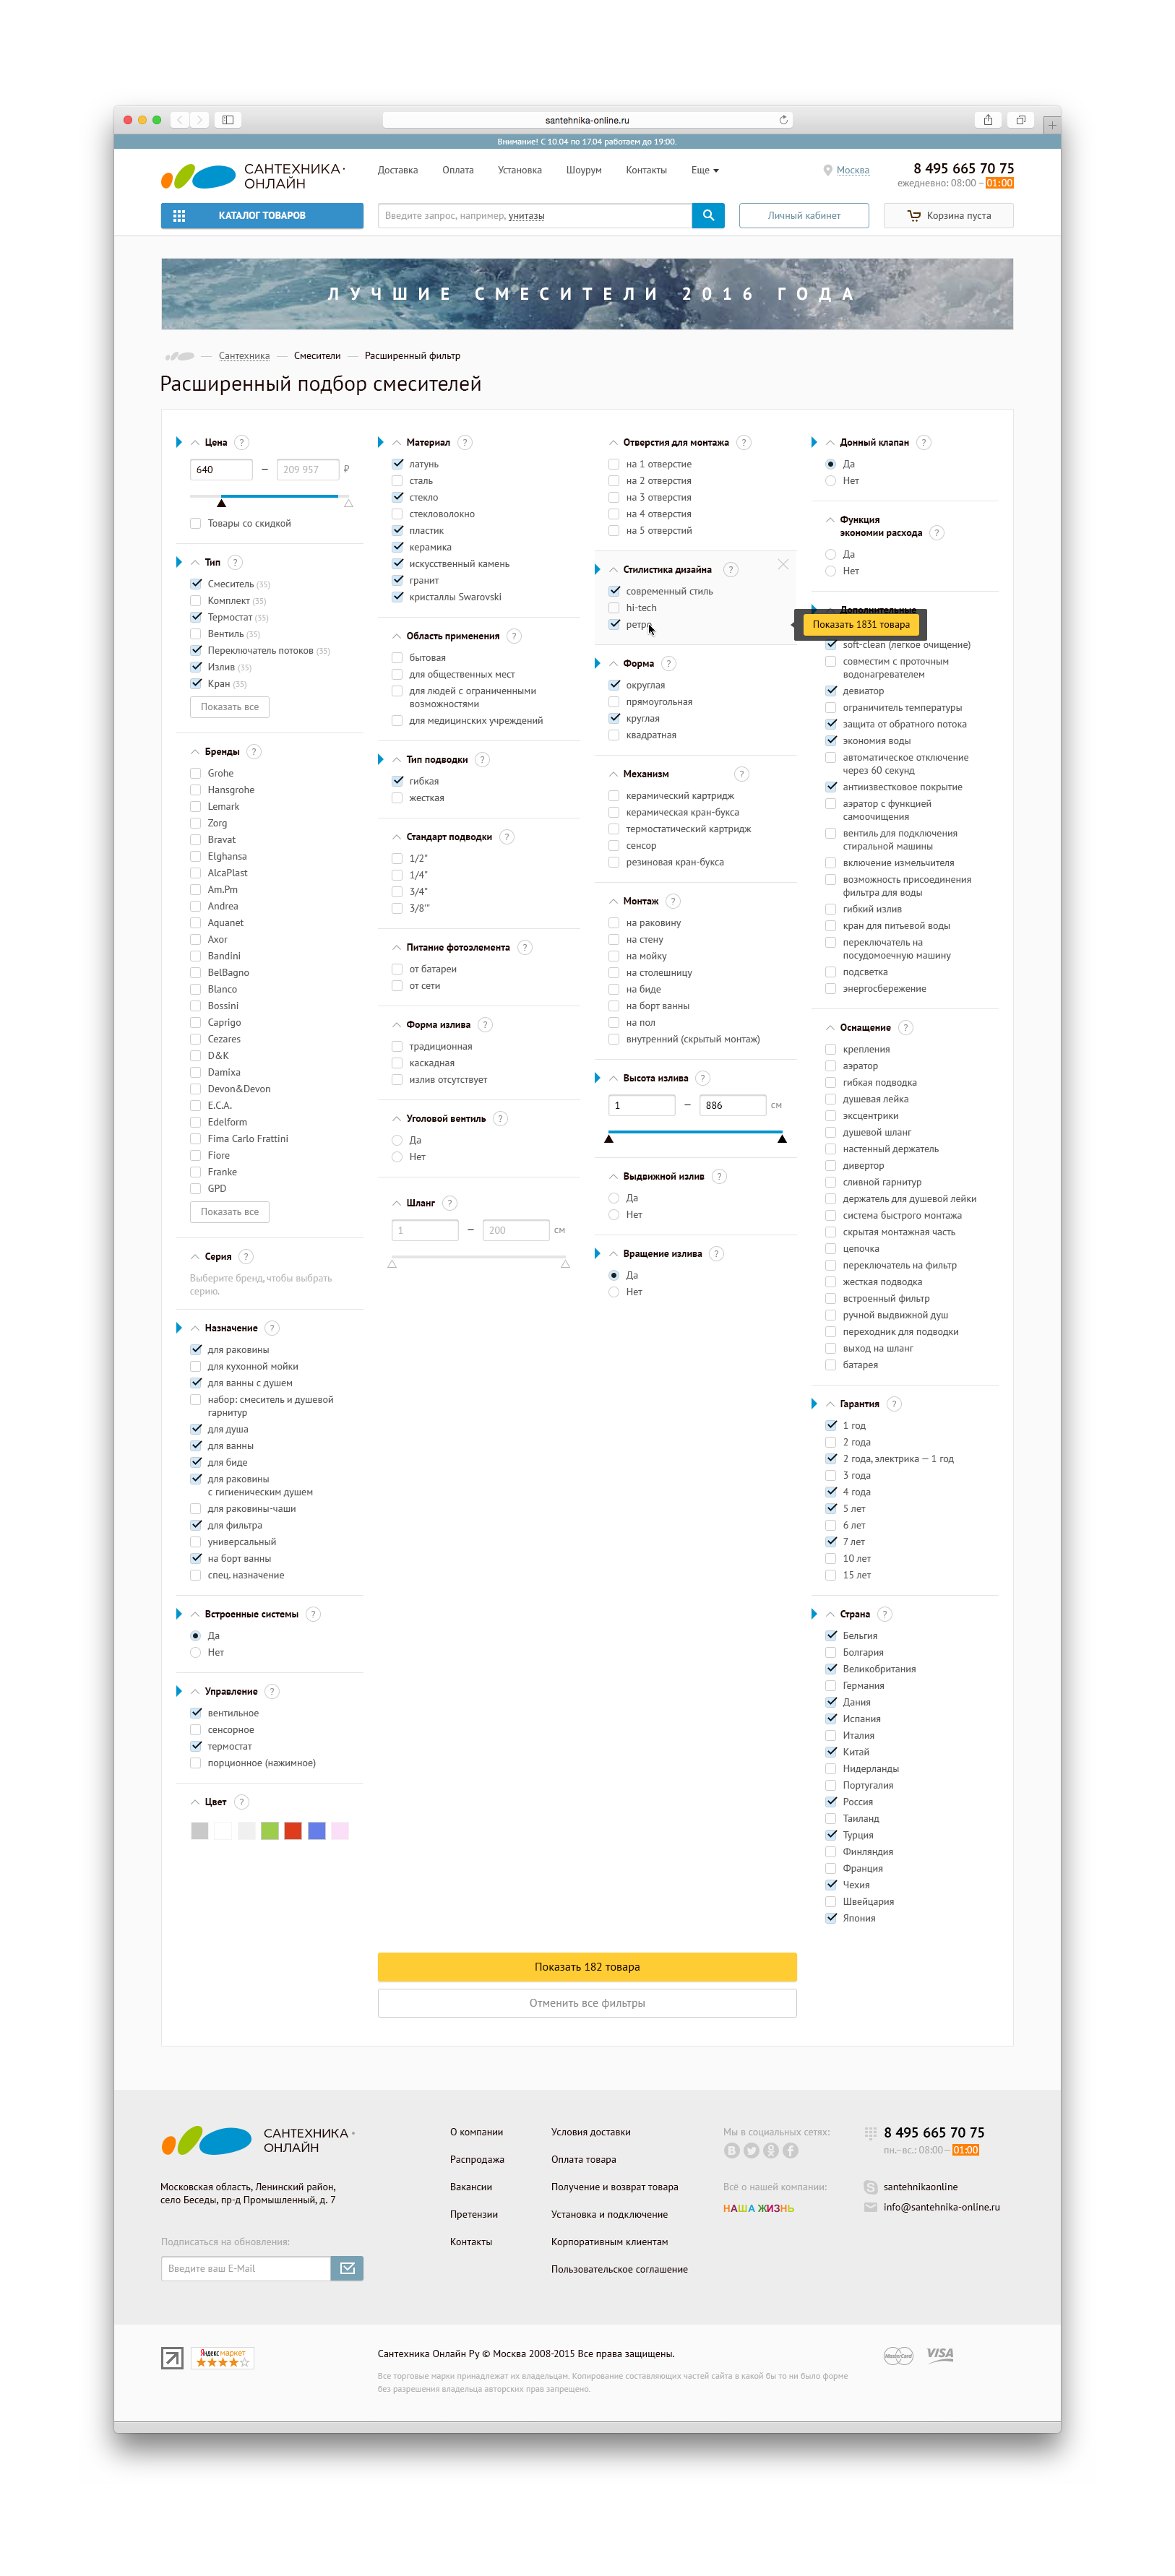 santehnika-online.ru
Внимание! С 10.04 по 17.04 работаем до 19:00.
САНТЕХНИКА·
ОНЛАЙН
Доставка
Оплата
Установка
Шоурум
Контакты
Еще
Москва
8 495 665 70 75
ежедневно: 08:00 – 01:00
КАТАЛОГ ТОВАРОВ
Введите запрос, например, унитазы
Личный кабинет
Корзина пуста
ЛУЧШИЕ СМЕСИТЕЛИ 2016 ГОДА
Сантехника — Смесители — Расширенный фильтр
Расширенный подбор смесителей
Цена ?
640 — 209 957 ₽
Товары со скидкой
Тип ?
Смеситель (35)
Комплект (35)
Термостат (35)
Вентиль (35)
Переключатель потоков (35)
Излив (35)
Кран (35)
Показать все
Бренды ?
Grohe
Hansgrohe
Lemark
Zorg
Bravat
Elghansa
AlcaPlast
Am.Pm
Andrea
Aquanet
Axor
Bandini
BelBagno
Blanco
Bossini
Caprigo
Cezares
D&K
Damixa
Devon&Devon
E.C.A.
Edelform
Fima Carlo Frattini
Fiore
Franke
GPD
Показать все
Серия ?
Выберите бренд, чтобы выбрать
серию.
Назначение ?
для раковины
для кухонной мойки
для ванны с душем
набор: смеситель и душевой
гарнитур
для душа
для ванны
для биде
для раковины
с гигиеническим душем
для раковины-чаши
для фильтра
универсальный
на борт ванны
спец. назначение
Встроенные системы ?
Да
Нет
Управление ?
вентильное
сенсорное
термостат
порционное (нажимное)
Цвет ?
Материал ?
латунь
сталь
стекло
стекловолокно
пластик
керамика
искусственный камень
гранит
кристаллы Swarovski
Область применения ?
бытовая
для общественных мест
для людей с ограниченными
возможностями
для медицинских учреждений
Тип подводки ?
гибкая
жесткая
Стандарт подводки ?
1/2"
1/4"
3/4"
3/8'"
Питание фотоэлемента ?
от батареи
от сети
Форма излива ?
традиционная
каскадная
излив отсутствует
Уголовой вентиль ?
Да
Нет
Шланг ?
1 — 200 см
Отверстия для монтажа ?
на 1 отверстие
на 2 отверстия
на 3 отверстия
на 4 отверстия
на 5 отверстий
Стилистика дизайна ?
современный стиль
hi-tech
ретро
Показать 1831 товара
Форма ?
округлая
прямоугольная
круглая
квадратная
Механизм ?
керамический картридж
керамическая кран-букса
термостатический картридж
сенсор
резиновая кран-букса
Монтаж ?
на раковину
на стену
на мойку
на столешницу
на биде
на борт ванны
на пол
внутренний (скрытый монтаж)
Высота излива ?
1 — 886 см
Выдвижной излив ?
Да
Нет
Вращение излива ?
Да
Нет
Донный клапан ?
Да
Нет
Функция
экономии расхода ?
Да
Нет
Дополнительные
soft-clean (легкое очищение)
совместим с проточным
водонагревателем
девиатор
ограничитель температуры
защита от обратного потока
экономия воды
автоматическое отключение
через 60 секунд
антиизвестковое покрытие
аэратор с функцией
самоочищения
вентиль для подключения
стиральной машины
включение измельчителя
возможность присоединения
фильтра для воды
гибкий излив
кран для питьевой воды
переключатель на
посудомоечную машину
подсветка
энергосбережение
Оснащение ?
крепления
аэратор
гибкая подводка
душевая лейка
эксцентрики
душевой шланг
настенный держатель
дивертор
сливной гарнитур
держатель для душевой лейки
система быстрого монтажа
скрытая монтажная часть
цепочка
переключатель на фильтр
жесткая подводка
встроенный фильтр
ручной выдвижной душ
переходник для подводки
выход на шланг
батарея
Гарантия ?
1 год
2 года
2 года, электрика — 1 год
3 года
4 года
5 лет
6 лет
7 лет
10 лет
15 лет
Страна ?
Бельгия
Болгария
Великобритания
Германия
Дания
Испания
Италия
Китай
Нидерланды
Португалия
Россия
Таиланд
Турция
Финляндия
Франция
Чехия
Швейцария
Япония
Показать 182 товара
Отменить все фильтры
САНТЕХНИКА·
ОНЛАЙН
Московская область, Ленинский район,
село Беседы, пр-д Промышленный, д. 7
Подписаться на обновления:
Введите ваш E-Mail
О компании
Распродажа
Вакансии
Претензии
Контакты
Условия доставки
Оплата товара
Получение и возврат товара
Установка и подключение
Корпоративным клиентам
Пользовательское соглашение
Мы в социальных сетях:
Всё о нашей компании:
НАША ЖИЗНЬ
8 495 665 70 75
пн.–вс.: 08:00 – 01:00
santehnikaonline
info@santehnika-online.ru
Яндекс маркет
Сантехника Онлайн Ру © Москва 2008-2015 Все права защищены.
Все торговые марки принадлежат их владельцам. Копирование составляющих частей сайта в какой бы то ни было форме
без разрешения владельца авторских прав запрещено.
MasterCard
VISA